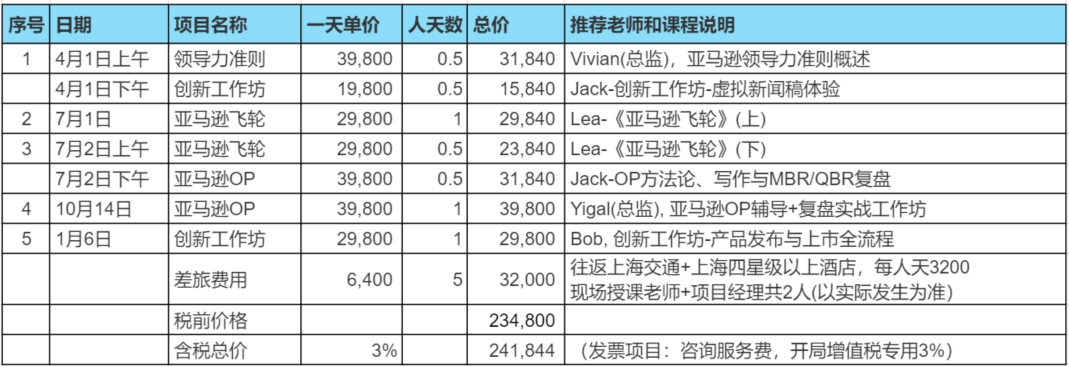 序号 日期 项目名称 一天单价 人天数 总价 推荐老师和课程说明
1 4月1日上午 领导力准则 39,800 0.5 31,840 Vivian(总监)，亚马逊领导力准则概述
4月1日下午 创新工作坊 19,800 0.5 15,840 Jack-创新工作坊-虚拟新闻稿体验
2 7月1日 亚马逊飞轮 29,800 1 29,840 Lea-《亚马逊飞轮》(上)
3 7月2日上午 亚马逊飞轮 29,800 0.5 23,840 Lea-《亚马逊飞轮》(下)
7月2日下午 亚马逊OP 39,800 0.5 31,840 Jack-OP方法论、写作与MBR/QBR复盘
4 10月14日 亚马逊OP 39,800 1 39,800 Yigal(总监), 亚马逊OP辅导+复盘实战工作坊
5 1月6日 创新工作坊 29,800 1 29,800 Bob, 创新工作坊-产品发布与上市全流程
差旅费用 6,400 5 32,000 往返上海交通+上海四星级以上酒店，每人天3200
现场授课老师+项目经理共2人(以实际发生为准)
税前价格 234,800
含税总价 3% 241,844 （发票项目：咨询服务费，开局增值税专用3%）